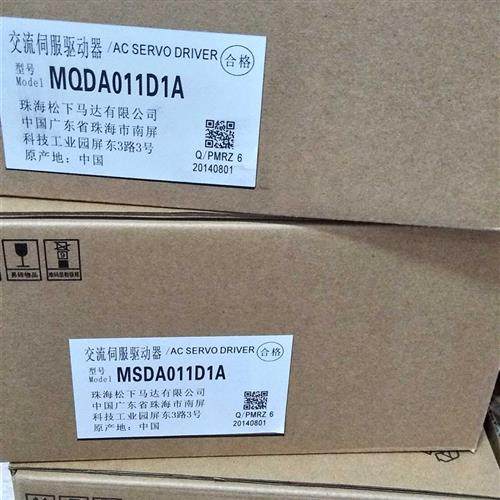 交流伺服驱动器/AC SERVO DRIVER 合格
型号
Model MQDA011D1A
珠海松下马达有限公司
中国广东省珠海市南屏
科技工业园屏东3路3号
原产地：中国
Q/PMRZ 6
20140801
易碎物品
交流伺服驱动器/AC SERVO DRIVER 合格
型号
Model MSDA011D1A
珠海松下马达有限公司
中国广东省珠海市南屏
科技工业园屏东3路3号
原产地：中国
Q/PMRZ 6
20140801